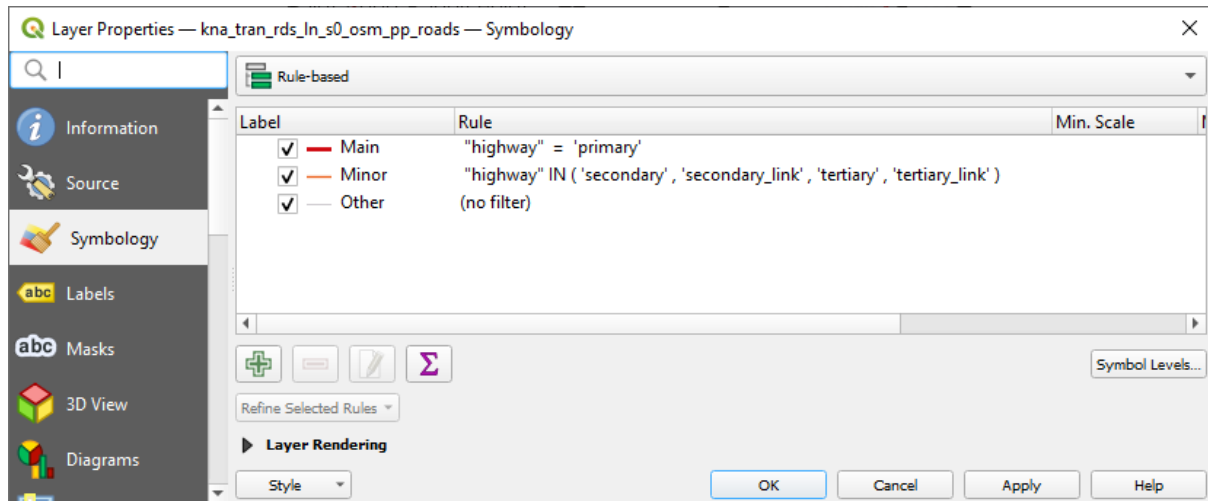 Layer Properties — kna_tran_rds_ln_s0_osm_pp_roads — Symbology
Rule-based
Information
Source
Symbology
abc Labels
abc Masks
3D View
Diagrams
Label Rule Min. Scale
Main "highway" = 'primary'
Minor "highway" IN ( 'secondary' , 'secondary_link' , 'tertiary' , 'tertiary_link' )
Other (no filter)
Symbol Levels...
Refine Selected Rules
Layer Rendering
Style OK Cancel Apply Help